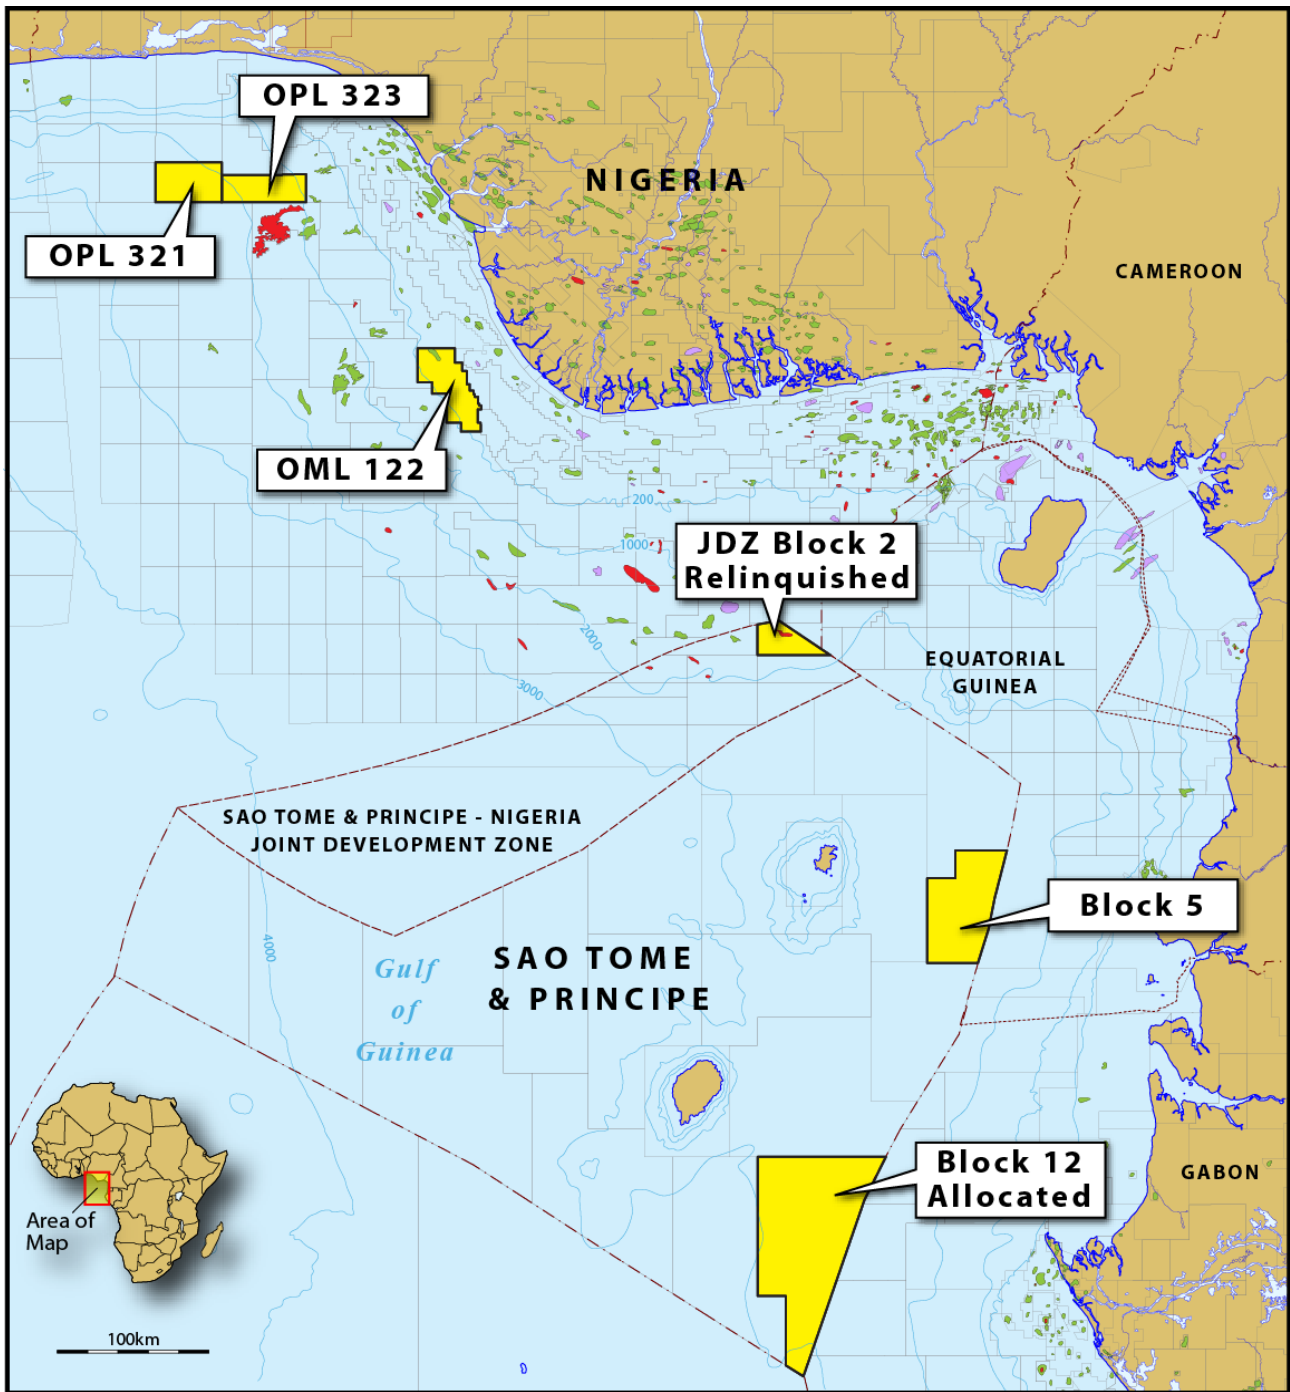 OPL 323
NIGERIA
OPL 321
CAMEROON
OML 122
200
1000
JDZ Block 2
Relinquished
2000
3000
EQUATORIAL
GUINEA
SAO TOME & PRINCIPE - NIGERIA
JOINT DEVELOPMENT ZONE
Block 5
4000
Gulf
of
Guinea
SAO TOME
& PRINCIPE
Block 12
Allocated
GABON
Area of
Map
100km